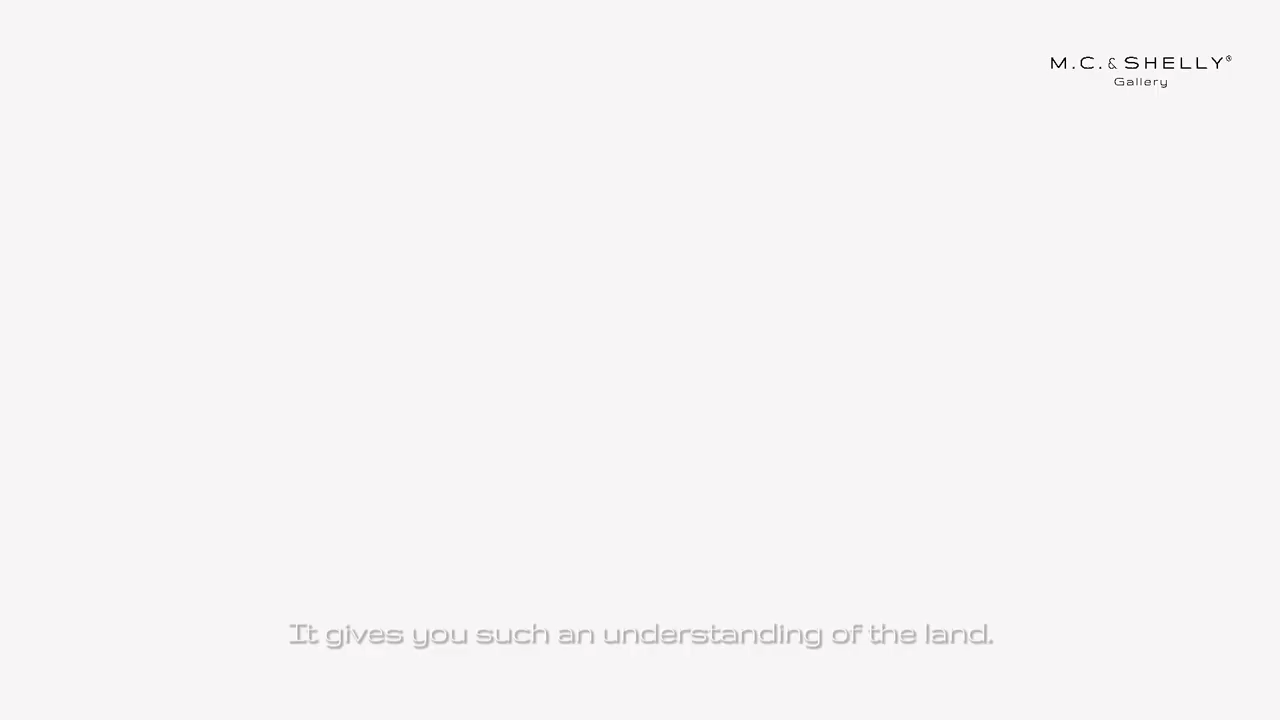 M.C.&SHELLY®
Gallery
It gives you such an understanding of the land.